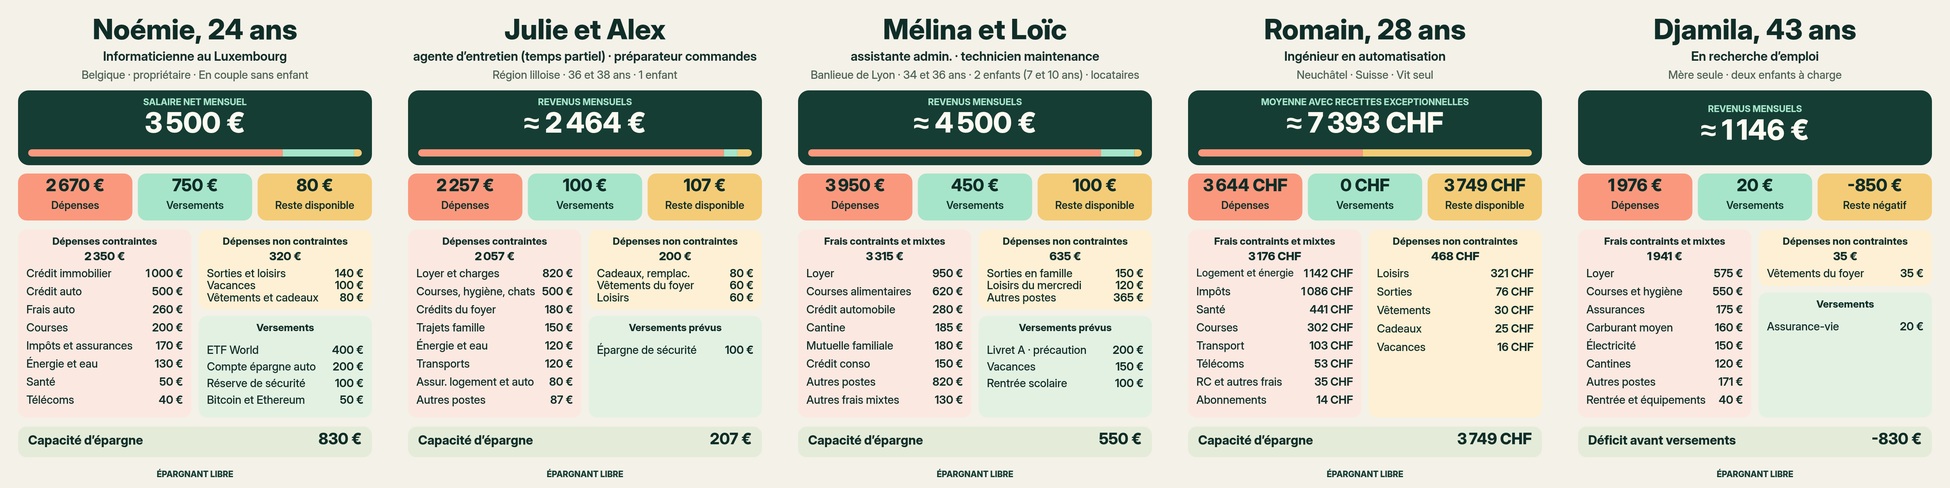 Noémie, 24 ans
Informaticienne au Luxembourg
Belgique · propriétaire · En couple sans enfant
SALAIRE NET MENSUEL
3 500 €
2 670 €
Dépenses
750 €
Versements
80 €
Reste disponible
Dépenses contraintes
2 350 €
Crédit immobilier 1 000 €
Crédit auto 500 €
Frais auto 260 €
Courses 200 €
Impôts et assurances 170 €
Énergie et eau 130 €
Santé 50 €
Télécoms 40 €
Dépenses non contraintes
320 €
Sorties et loisirs 140 €
Vacances 100 €
Vêtements et cadeaux 80 €
Versements
ETF World 400 €
Compte épargne auto 200 €
Réserve de sécurité 100 €
Bitcoin et Ethereum 50 €
Capacité d'épargne 830 €
ÉPARGNANT LIBRE
Julie et Alex
agente d'entretien (temps partiel) · préparateur commandes
Région lilloise · 36 et 38 ans · 1 enfant
REVENUS MENSUELS
≈ 2 464 €
2 257 €
Dépenses
100 €
Versements
107 €
Reste disponible
Dépenses contraintes
2 057 €
Loyer et charges 820 €
Courses, hygiène, chats 500 €
Crédits du foyer 180 €
Trajets famille 150 €
Énergie et eau 120 €
Transports 120 €
Assur. logement et auto 80 €
Autres postes 87 €
Dépenses non contraintes
200 €
Cadeaux, remplac. 80 €
Vêtements du foyer 60 €
Loisirs 60 €
Versements prévus
Épargne de sécurité 100 €
Capacité d'épargne 207 €
ÉPARGNANT LIBRE
Mélina et Loïc
assistante admin. · technicien maintenance
Banlieue de Lyon · 34 et 36 ans · 2 enfants (7 et 10 ans) · locataires
REVENUS MENSUELS
≈ 4 500 €
3 950 €
Dépenses
450 €
Versements
100 €
Reste disponible
Frais contraints et mixtes
3 315 €
Loyer 950 €
Courses alimentaires 620 €
Crédit automobile 280 €
Cantine 185 €
Mutuelle familiale 180 €
Crédit conso 150 €
Autres postes 820 €
Autres frais mixtes 130 €
Dépenses non contraintes
635 €
Sorties en famille 150 €
Loisirs du mercredi 120 €
Autres postes 365 €
Versements prévus
Livret A · précaution 200 €
Vacances 150 €
Rentrée scolaire 100 €
Capacité d'épargne 550 €
ÉPARGNANT LIBRE
Romain, 28 ans
Ingénieur en automatisation
Neuchâtel · Suisse · Vit seul
MOYENNE AVEC RECETTES EXCEPTIONNELLES
≈ 7 393 CHF
3 644 CHF
Dépenses
0 CHF
Versements
3 749 CHF
Reste disponible
Frais contraints et mixtes
3 176 CHF
Logement et énergie 1 142 CHF
Impôts 1 086 CHF
Santé 441 CHF
Courses 302 CHF
Transport 103 CHF
Télécoms 53 CHF
RC et autres frais 35 CHF
Abonnements 14 CHF
Dépenses non contraintes
468 CHF
Loisirs 321 CHF
Sorties 76 CHF
Vêtements 30 CHF
Cadeaux 25 CHF
Vacances 16 CHF
Capacité d'épargne 3 749 CHF
ÉPARGNANT LIBRE
Djamila, 43 ans
En recherche d'emploi
Mère seule · deux enfants à charge
REVENUS MENSUELS
≈ 1 146 €
1 976 €
Dépenses
20 €
Versements
-850 €
Reste négatif
Frais contraints et mixtes
1 941 €
Loyer 575 €
Courses et hygiène 550 €
Assurances 175 €
Carburant moyen 160 €
Électricité 150 €
Cantines 120 €
Autres postes 171 €
Rentrée et équipements 40 €
Dépenses non contraintes
35 €
Vêtements du foyer 35 €
Versements
Assurance-vie 20 €
Déficit avant versements -830 €
ÉPARGNANT LIBRE